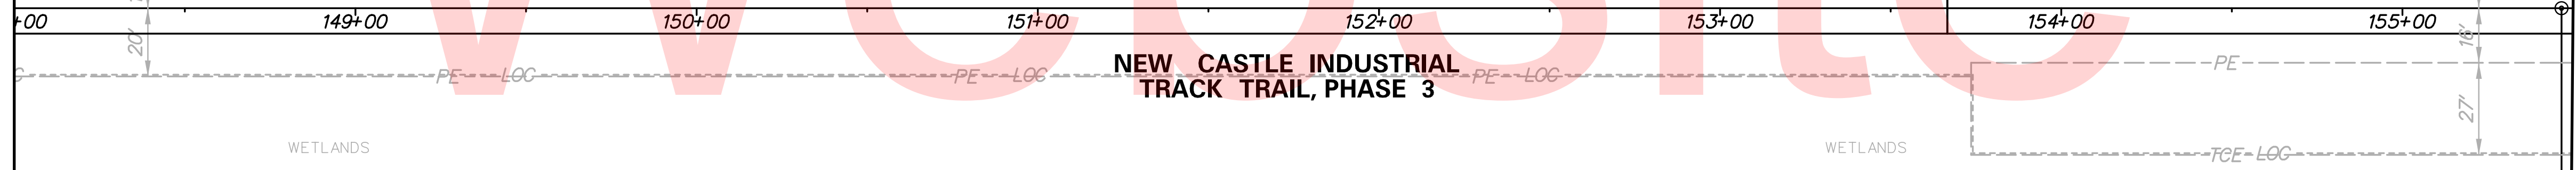 +00 149+00 150+00 151+00 152+00 153+00 154+00 155+00
20' 16'
NEW CASTLE INDUSTRIAL
TRACK TRAIL, PHASE 3
PE LOC PE LOC PE LOC PE
27'
WETLANDS WETLANDS
TCE LOC